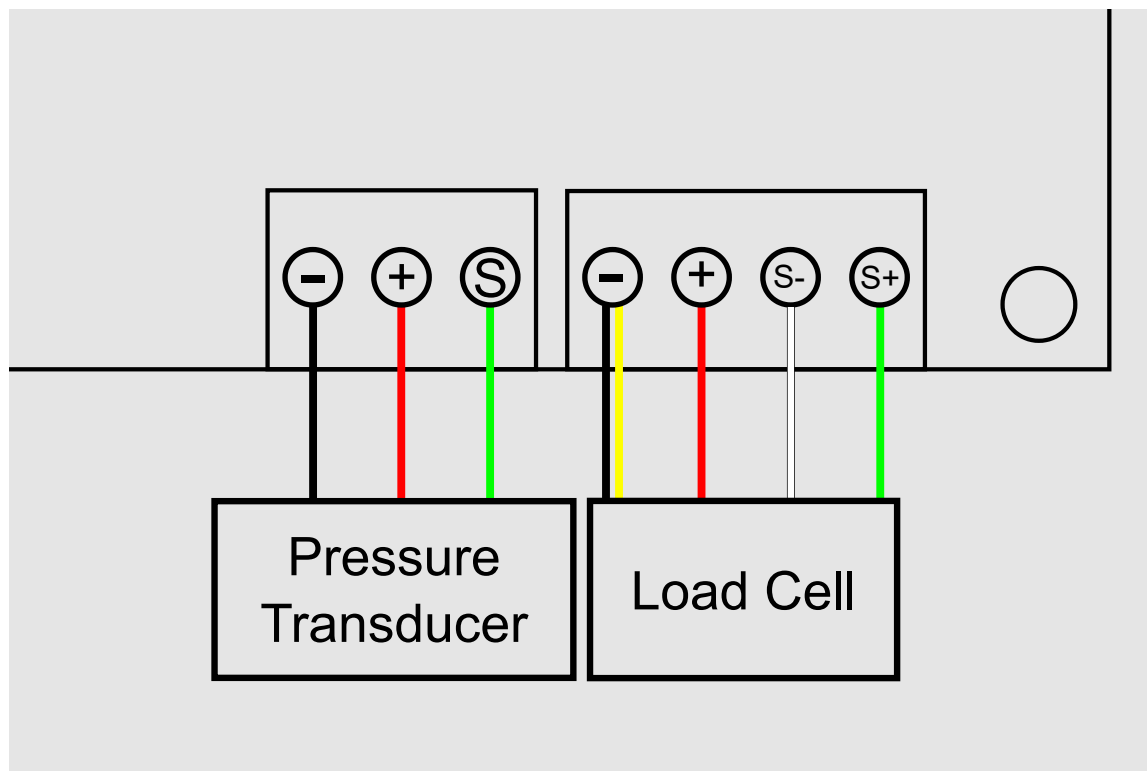 - + S - + S- S+
Pressure
Transducer
Load Cell